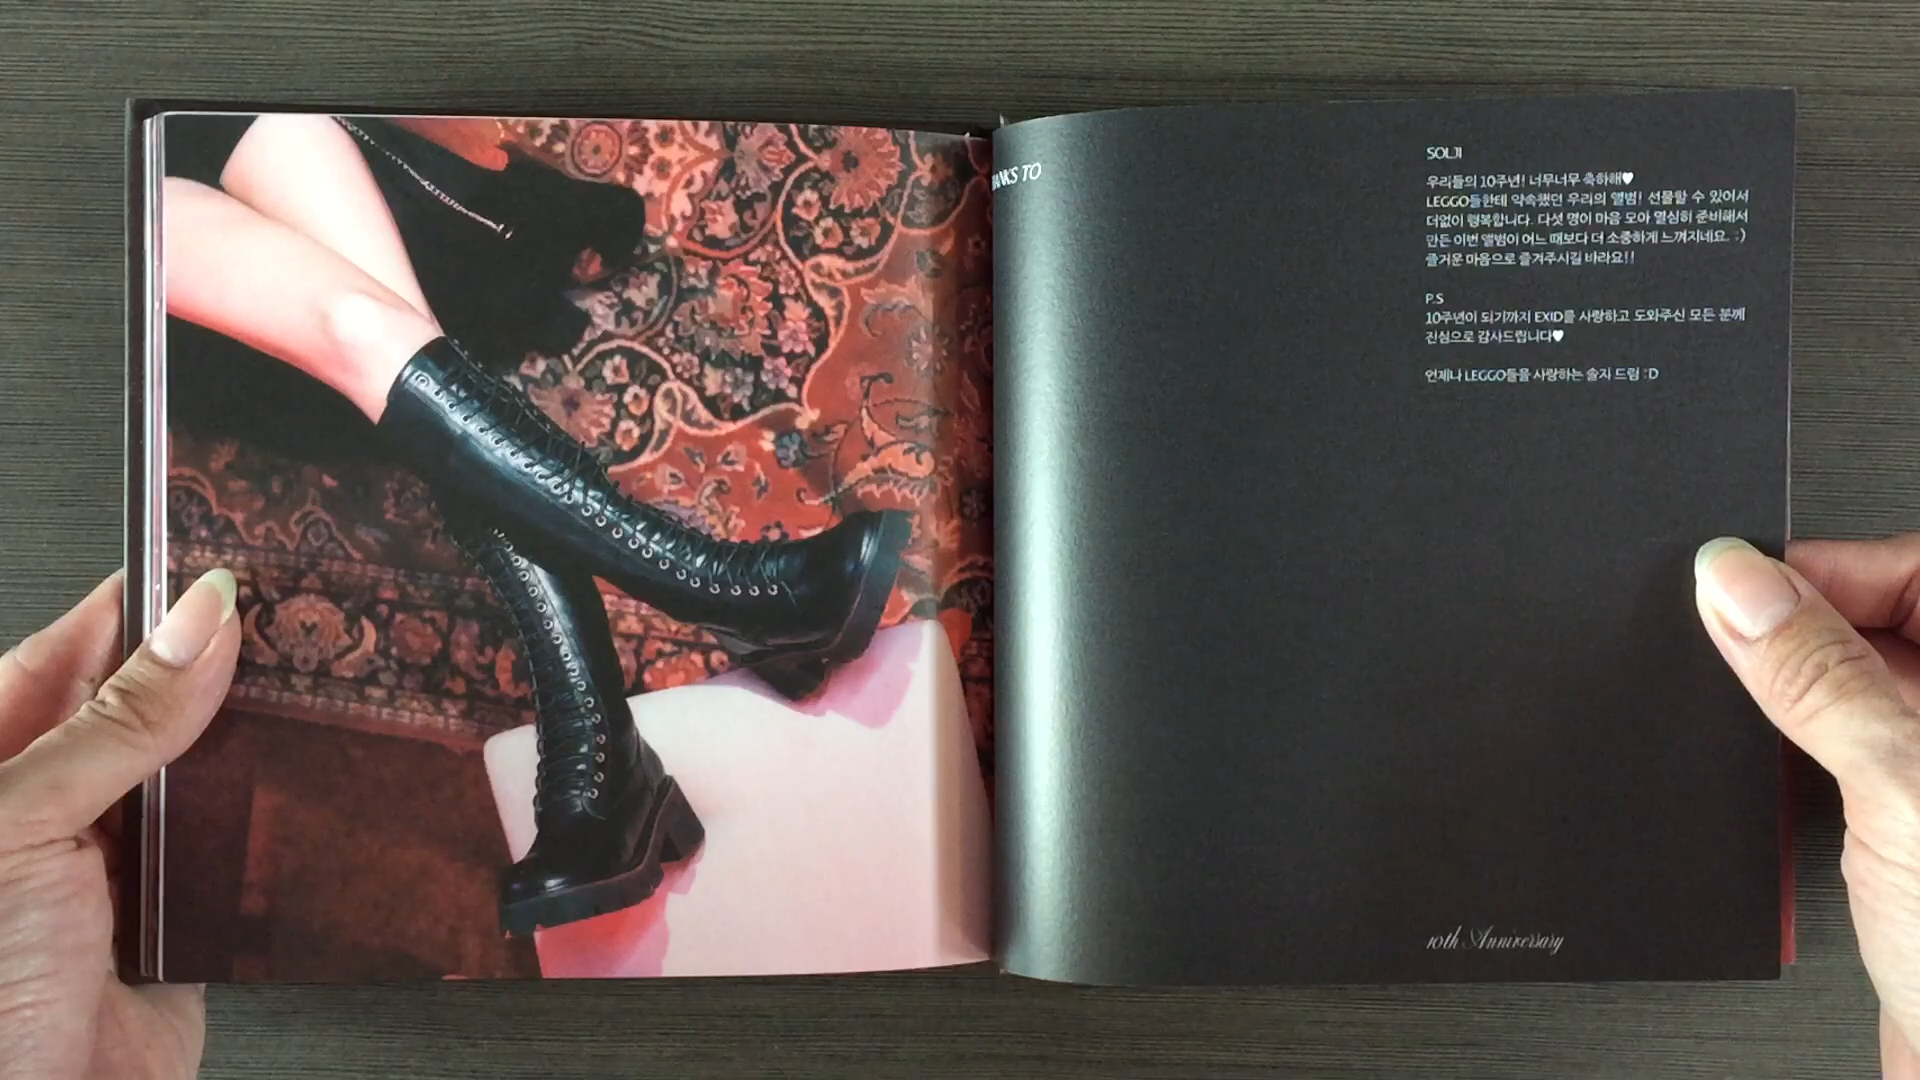 ANKS TO
SOLJI
우리들의 10주년! 너무너무 축하해♥
LEGGO들한테 약속했던 우리의 앨범! 선물할 수 있어서
더없이 행복합니다. 다섯 명이 마음 모아 열심히 준비해서
만든 이번 앨범이 어느 때보다 더 소중하게 느껴지네요. :)
즐거운 마음으로 즐겨주시길 바라요!!
P.S
10주년이 되기까지 EXID를 사랑하고 도와주신 모든 분께
진심으로 감사드립니다♥
언제나 LEGGO들을 사랑하는 솔지 드림 :D
10th Anniversary